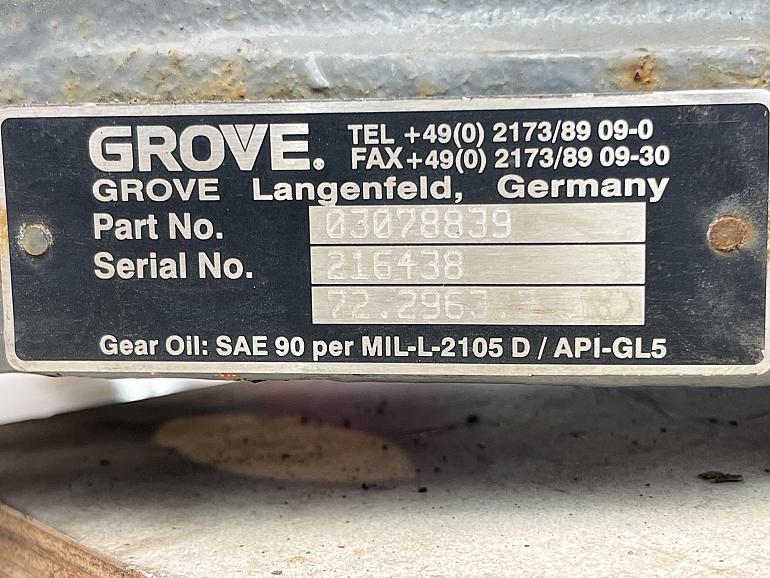 GROVE. TEL +49(0) 2173/89 09-0
FAX+49(0) 2173/89 09-30
GROVE Langenfeld, Germany
Part No. 03078839
Serial No. 216438
Gear Oil: SAE 90 per MIL-L-2105 D / API-GL5